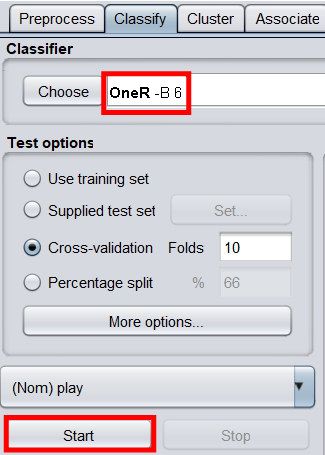 Preprocess Classify Cluster Associate
Classifier
Choose OneR -B 6
Test options
Use training set
Supplied test set Set...
Cross-validation Folds 10
Percentage split % 66
More options...
(Nom) play
Start Stop